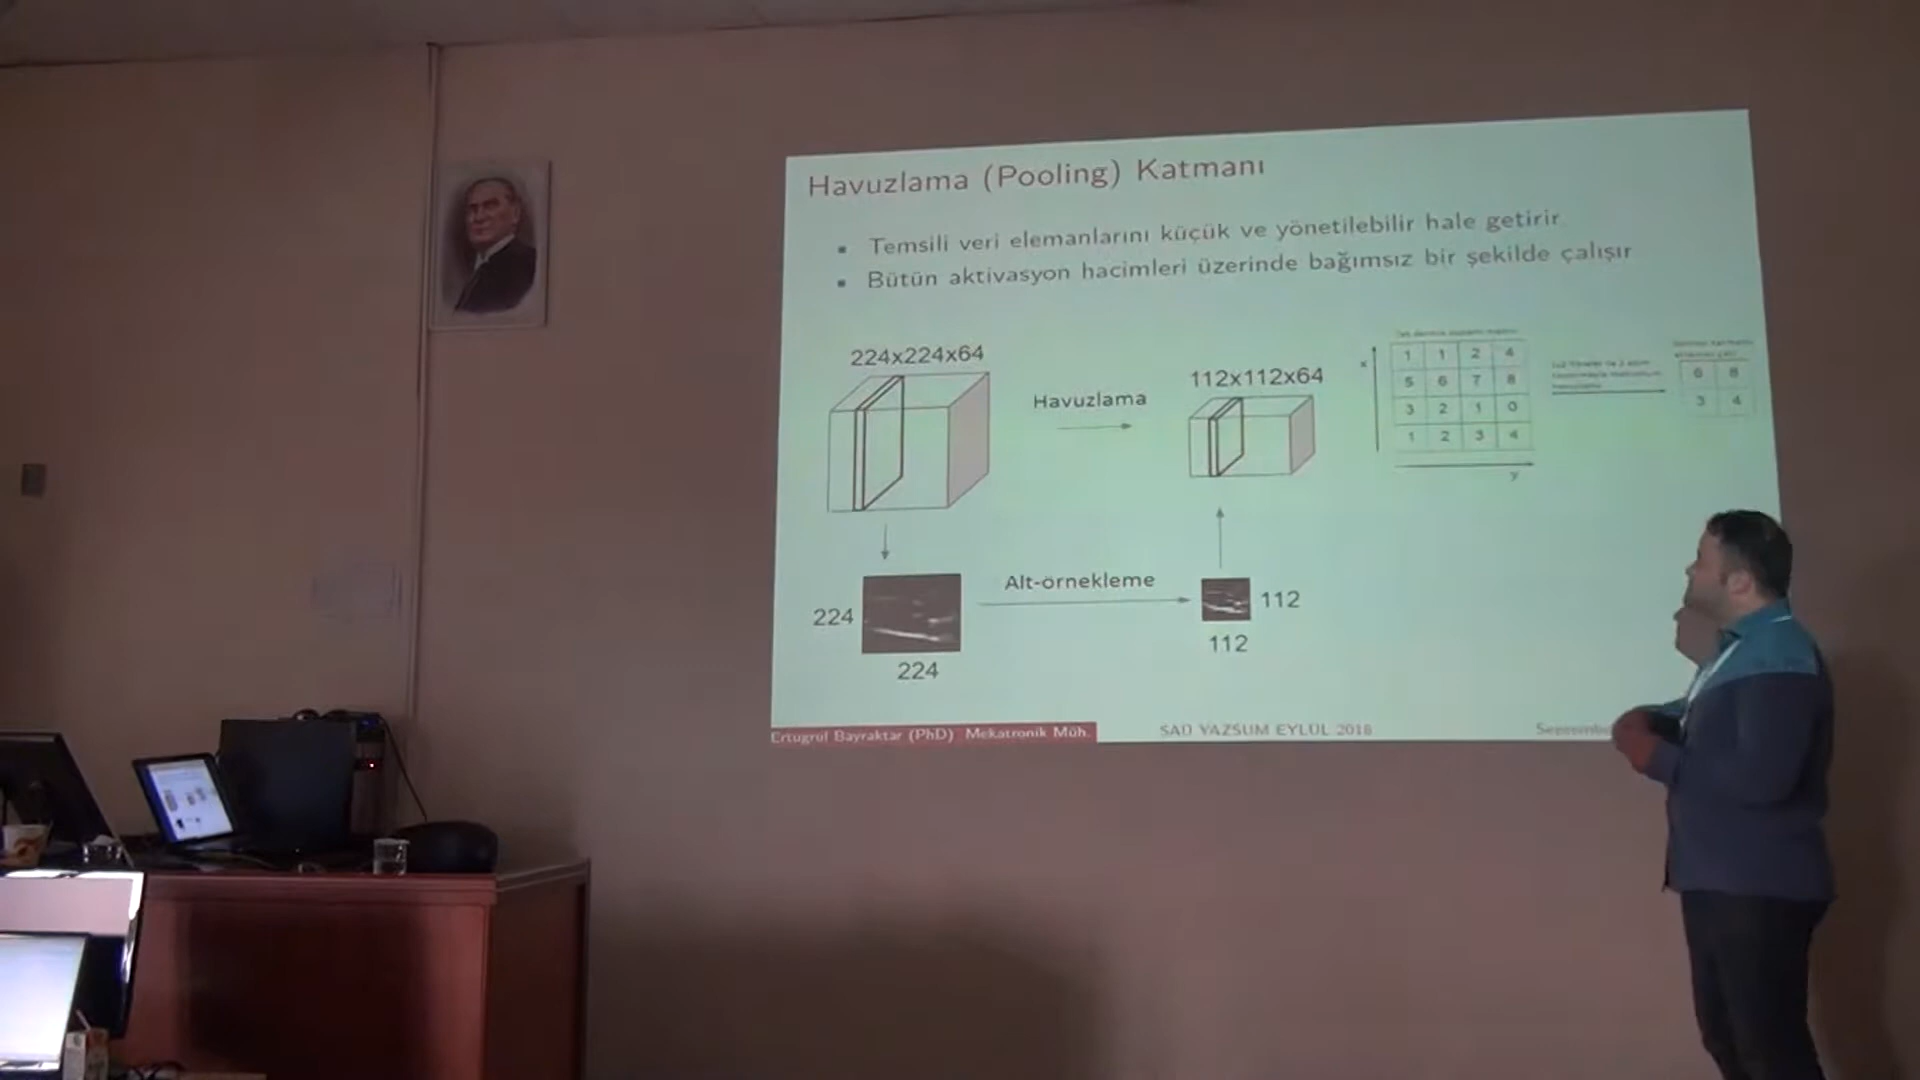 Havuzlama (Pooling) Katmanı
Temsili veri elemanlarını küçük ve yönetilebilir hale getirir
Bütün aktivasyon hacimleri üzerinde bağımsız bir şekilde çalışır
224x224x64
Havuzlama
112x112x64
x
1 1 2 4
5 6 7 8
3 2 1 0
1 2 3 4
y
6 8
3 4
224
224
Alt-örnekleme
112
112
Ertuğrul Bayraktar (PhD) Mekatronik Müh.
SAÜ YAZSUM EYLÜL 2018